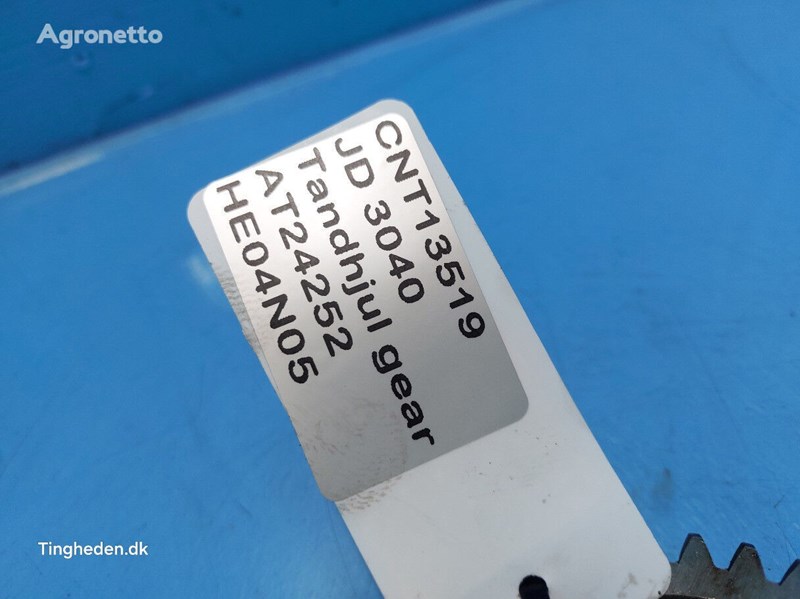 Agronetto
CNT13519
JD 3040
Tandhjul gear
AT24252
HE04N05
Tingheden.dk